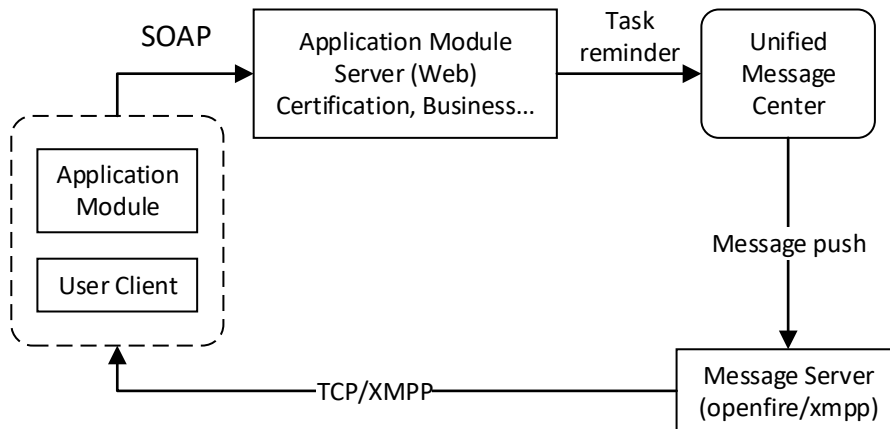 SOAP
Application Module
Server (Web)
Certification, Business...
Task
reminder
Unified
Message
Center
Application
Module
User Client
Message push
TCP/XMPP
Message Server
(openfire/xmpp)